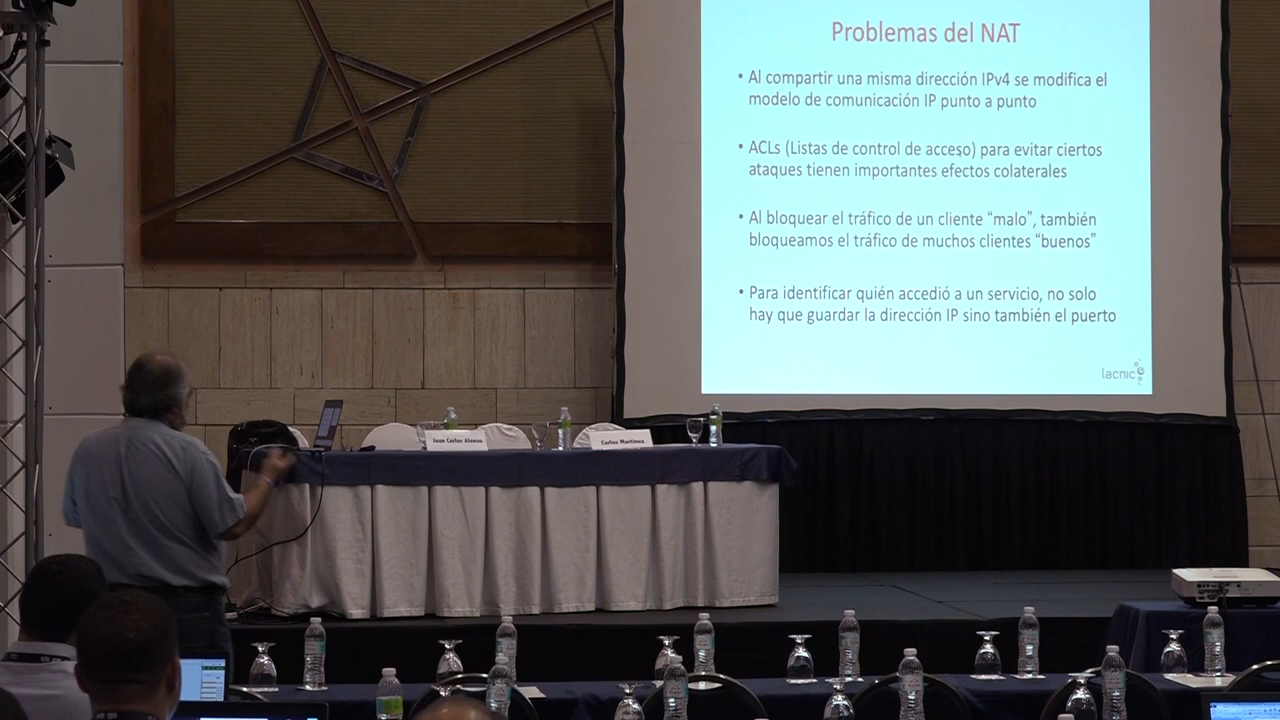 Problemas del NAT
• Al compartir una misma dirección IPv4 se modifica el
modelo de comunicación IP punto a punto
• ACLs (Listas de control de acceso) para evitar ciertos
ataques tienen importantes efectos colaterales
• Al bloquear el tráfico de un cliente “malo”, también
bloqueamos el tráfico de muchos clientes “buenos”
• Para identificar quién accedió a un servicio, no solo
hay que guardar la dirección IP sino también el puerto
lacnic
Juan Carlos Alonso
Carlos Martínez